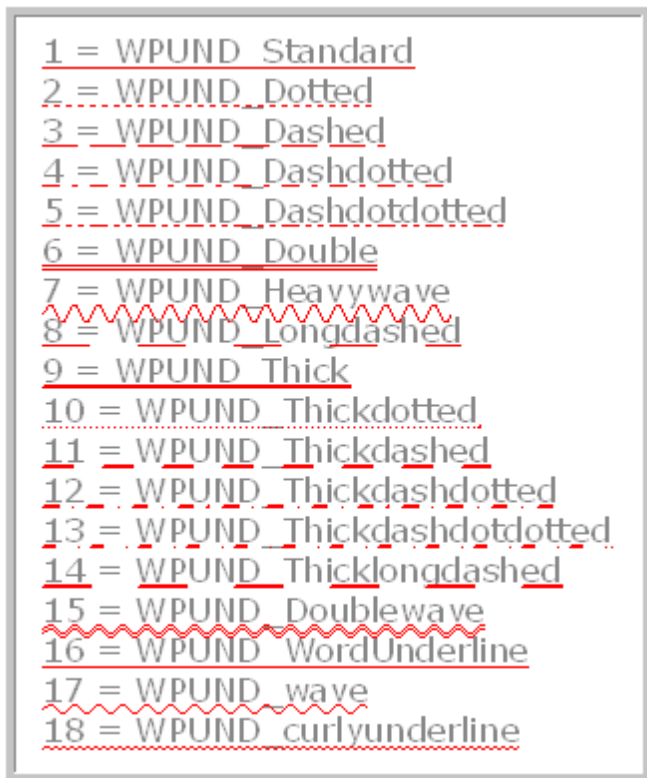 1 = WPUND_Standard
2 = WPUND_Dotted
3 = WPUND_Dashed
4 = WPUND_Dashdotted
5 = WPUND_Dashdotdotted
6 = WPUND_Double
7 = WPUND_Heavywave
8 = WPUND_Longdashed
9 = WPUND_Thick
10 = WPUND_Thickdotted
11 = WPUND_Thickdashed
12 = WPUND_Thickdashdotted
13 = WPUND_Thickdashdotdotted
14 = WPUND_Thicklongdashed
15 = WPUND_Doublewave
16 = WPUND_WordUnderline
17 = WPUND_wave
18 = WPUND_curlyunderline